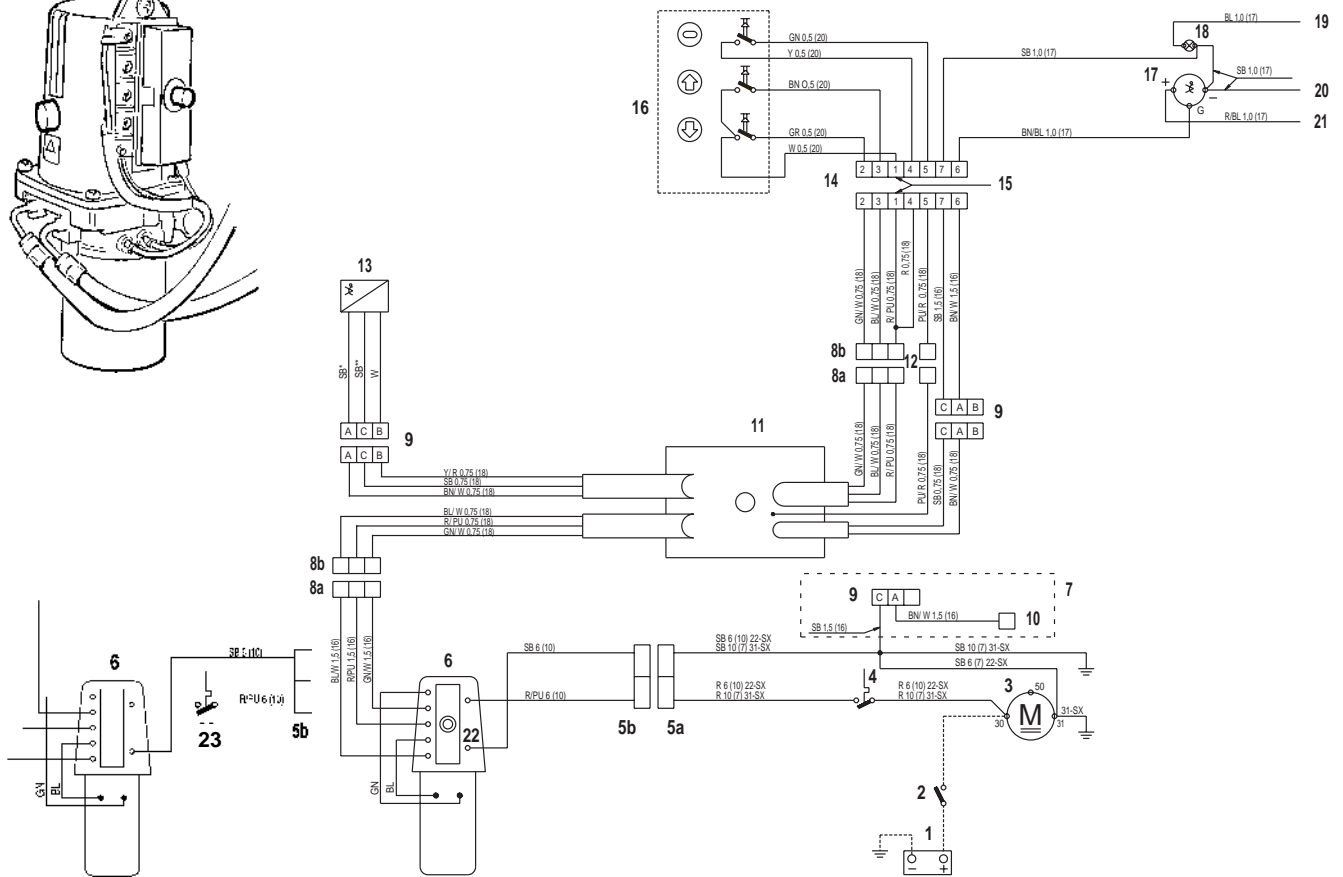 16
GN 0,5 (20)
Y 0,5 (20)
BN O,5 (20)
GR 0,5 (20)
W 0,5 (20)
BL 1,0 (17)
19
18
SB 1,0 (17)
17
+
−
G
SB 1,0 (17)
20
R/BL 1,0 (17)
21
BN/BL 1,0 (17)
14
2 3 1 4 5 7 6
15
2 3 1 4 5 7 6
GN/ W 0,75 (18)
BL/ W 0,75 (18)
R/ PU 0,75 (18)
R 0,75 (18)
PU/ R 0,75 (18)
SB 1,5 (16)
BN/ W 1,5 (16)
8b
12
8a
C A B
9
C A B
GN/ W 0,75 (18)
BL/ W 0,75 (18)
R/ PU 0,75 (18)
PU/ R 0,75 (18)
SB 0,75 (18)
BN/ W 0,75 (18)
13
SB*
SB**
W
A C B
9
A C B
11
Y/ R 0,75 (18)
SB 0,75 (18)
BN/ W 0,75 (18)
BL/ W 0,75 (18)
R/ PU 0,75 (18)
GN/ W 0,75 (18)
8b
8a
BL/W 1,5 (16)
R/PU 1,5 (16)
GN/W 1,5 (16)
7
9
C A
BN/ W 1,5 (16)
10
SB 1,5 (16)
6
R/PU 6 (10)
5b
23
GN
BL
6
22
GN
BL
SB 6 (10)
R/PU 6 (10)
5b
5a
SB 6 (10) 22-SX
SB 10 (7) 31-SX
SB 10 (7) 31-SX
SB 6 (7) 22-SX
R 6 (10) 22-SX
R 10 (7) 31-SX
4
R 6 (10) 22-SX
R 10 (7) 31-SX
3
50
M
30
31
31-SX
2
1
− +